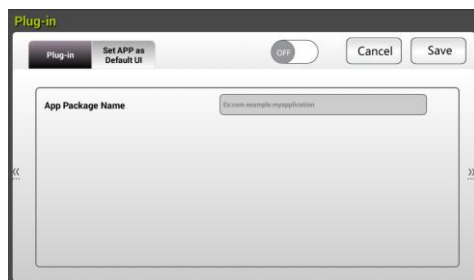 Plug-in
Plug-in
Set APP as
Default UI
OFF
Cancel
Save
App Package Name
Ex:com.example.myapplication
«
»